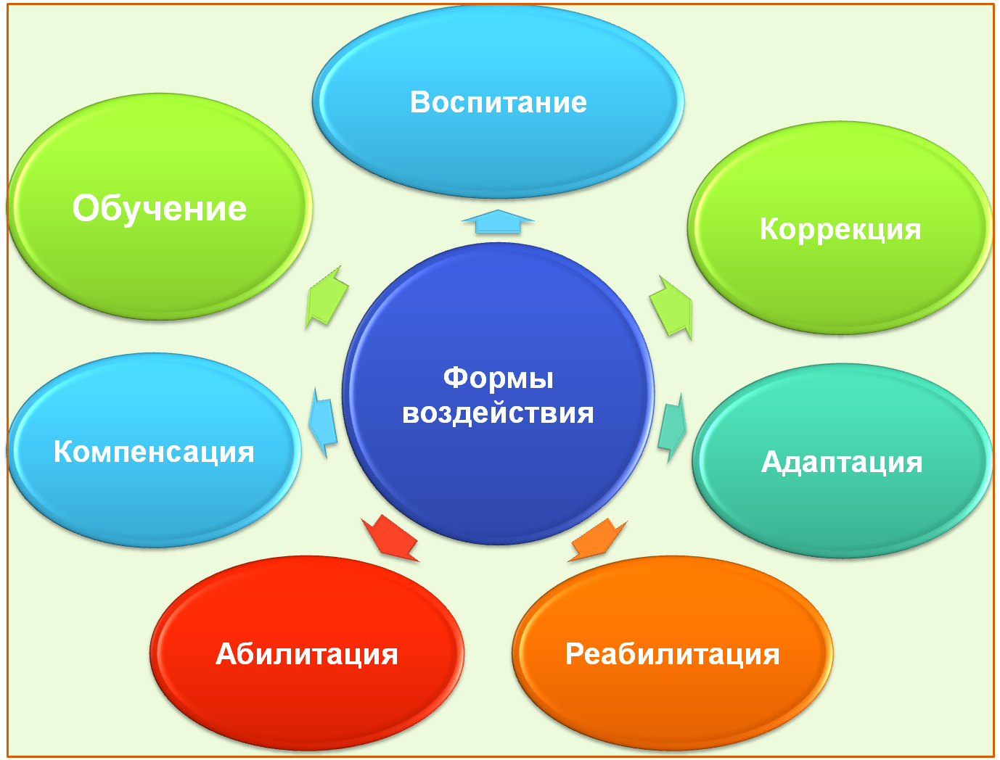 Воспитание
Обучение
Коррекция
Формы
воздействия
Компенсация
Адаптация
Абилитация
Реабилитация